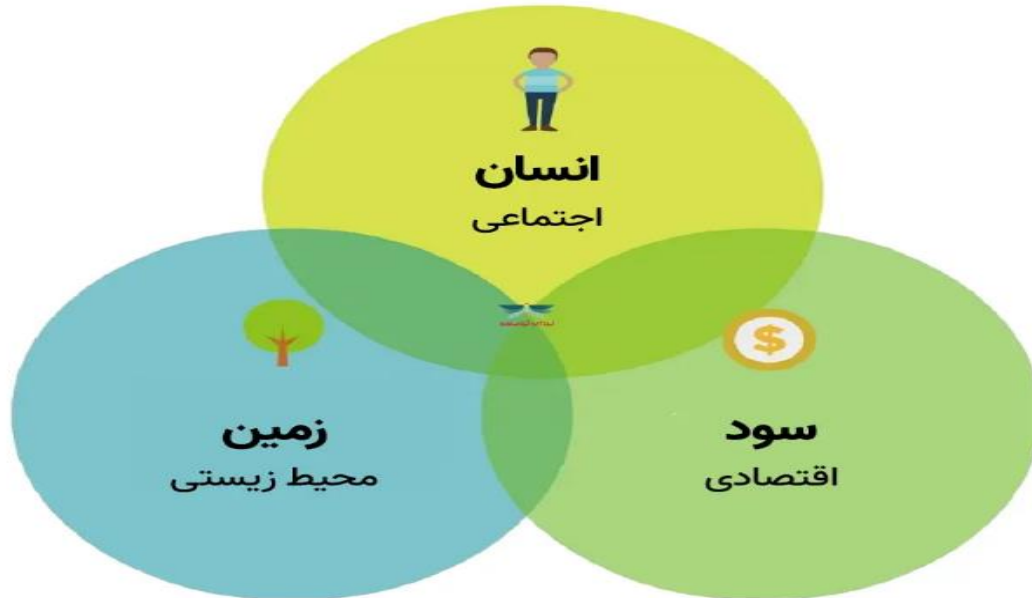 انسان
اجتماعی
سود
اقتصادی
زمین
محیط زیستی